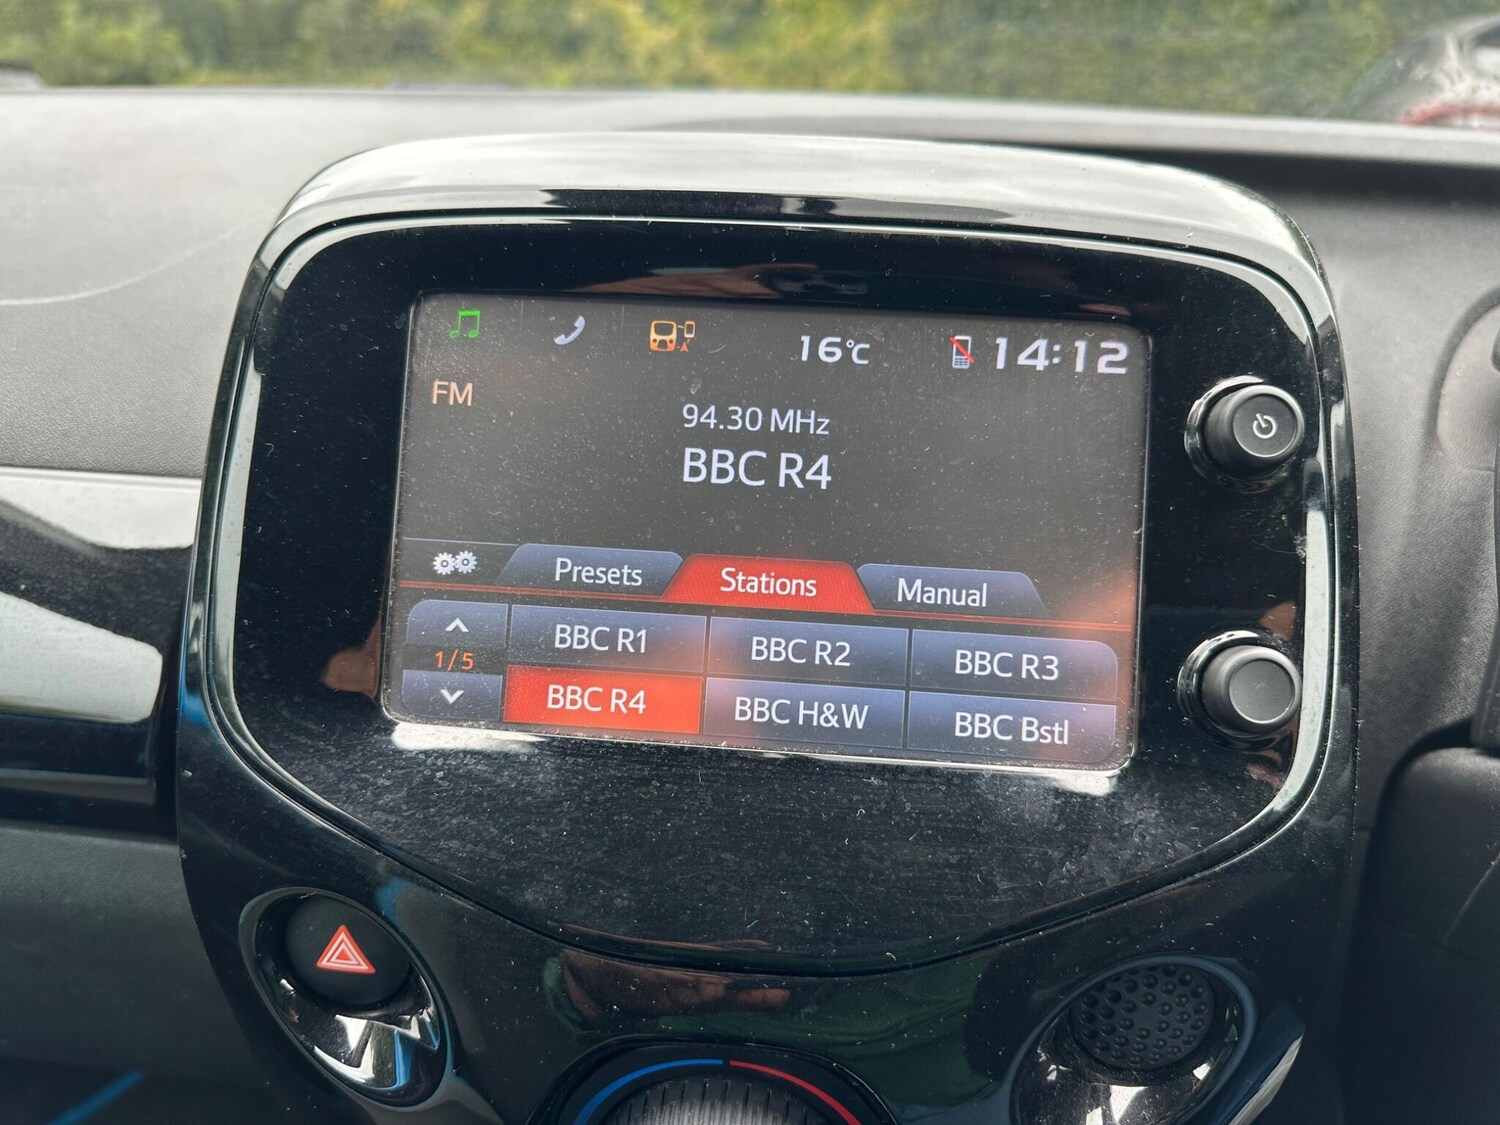 16°C 14:12
FM
94.30 MHz
BBC R4
Presets Stations Manual
1/5
BBC R1 BBC R2 BBC R3
BBC R4 BBC H&W BBC Bstl